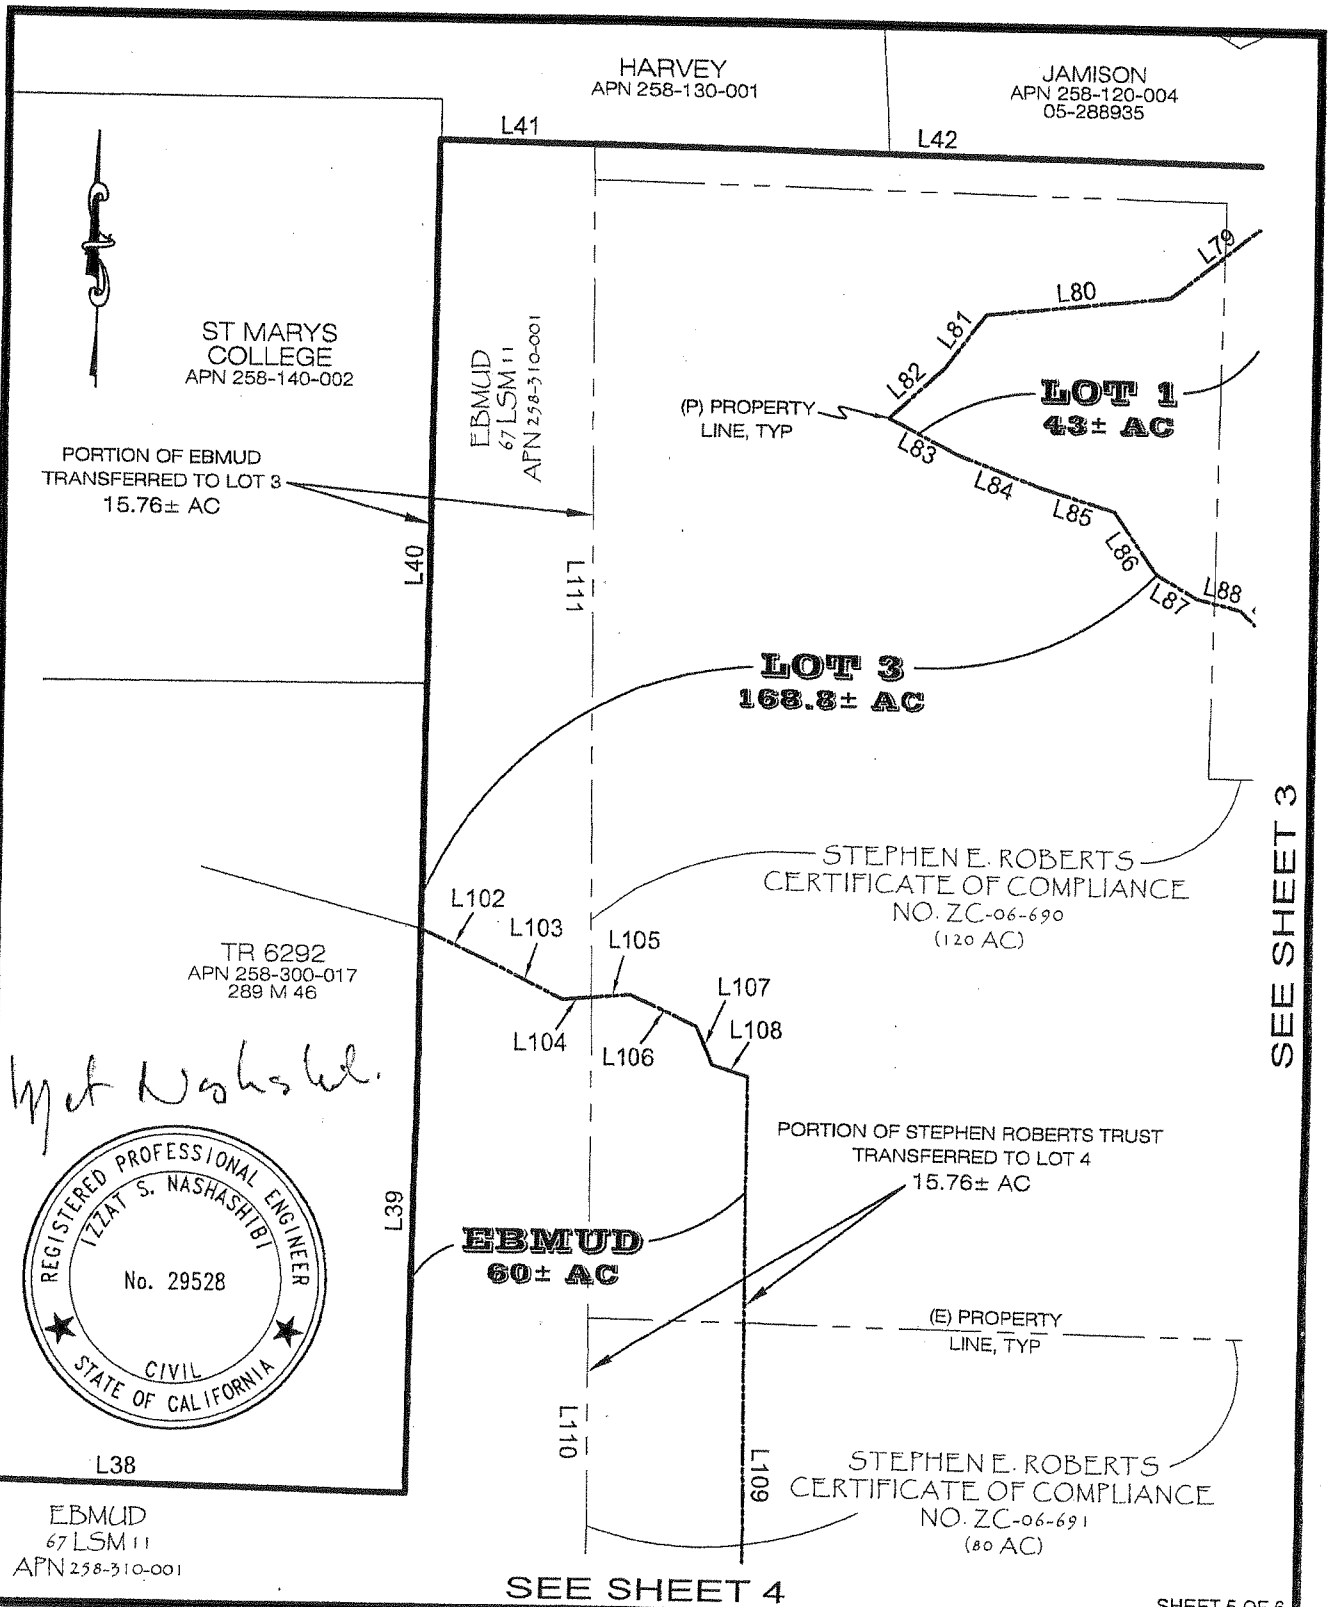 HARVEY
APN 258-130-001
JAMISON
APN 258-120-004
05-288935
L41
L42
L79
L80
L81
L82
ST MARYS
COLLEGE
APN 258-140-002
EBMUD
67 LSM 11
APN 258-310-001
(P) PROPERTY
LINE, TYP
LOT 1
43± AC
L83
L84
L85
L86
L87
L88
PORTION OF EBMUD
TRANSFERRED TO LOT 3
15.76± AC
L40
L111
LOT 3
168.8± AC
SEE SHEET 3
STEPHEN E. ROBERTS
CERTIFICATE OF COMPLIANCE
NO. ZC-06-690
(120 AC)
L102
L103
L105
L107
L108
L104
L106
TR 6292
APN 258-300-017
289 M 46
PORTION OF STEPHEN ROBERTS TRUST
TRANSFERRED TO LOT 4
15.76± AC
REGISTERED PROFESSIONAL ENGINEER
IZZAT S. NASHASHIBI
No. 29528
CIVIL
STATE OF CALIFORNIA
L39
EBMUD
60± AC
(E) PROPERTY
LINE, TYP
L110
L109
L38
STEPHEN E. ROBERTS
CERTIFICATE OF COMPLIANCE
NO. ZC-06-691
(80 AC)
EBMUD
67 LSM 11
APN 258-310-001
SEE SHEET 4
SHEET 5 OF 6